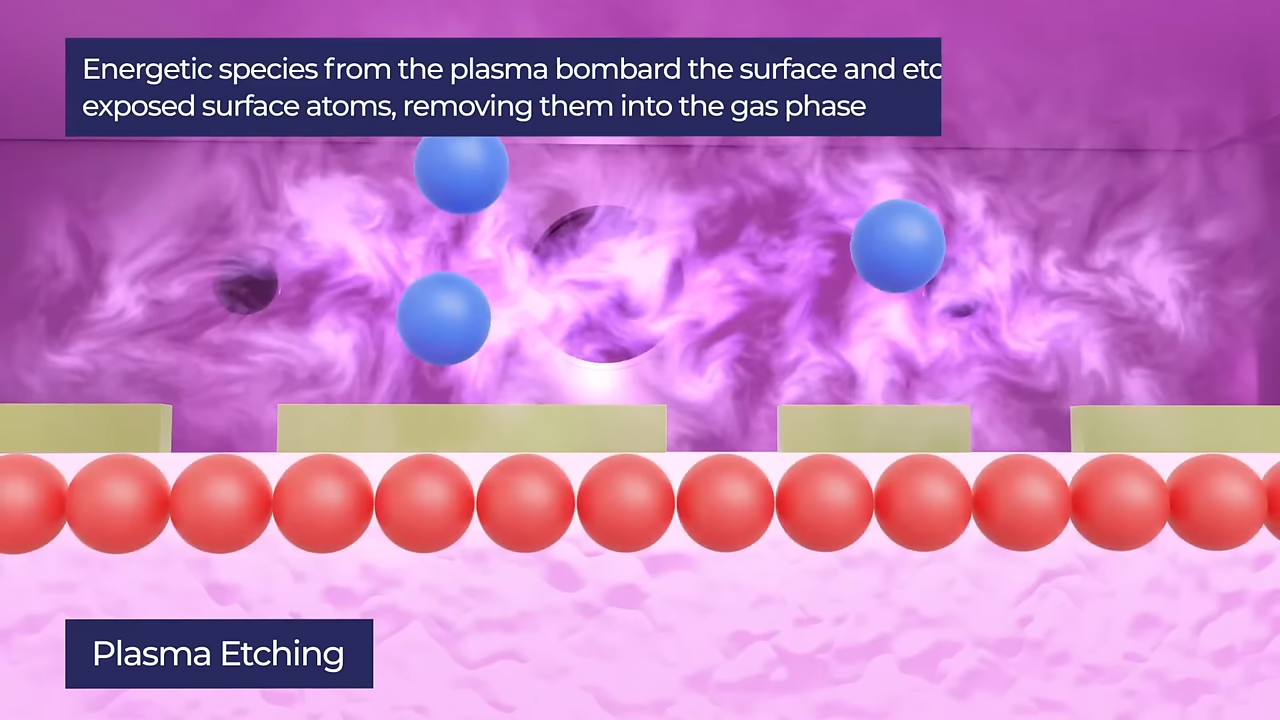 Energetic species from the plasma bombard the surface and etc
exposed surface atoms, removing them into the gas phase
Plasma Etching